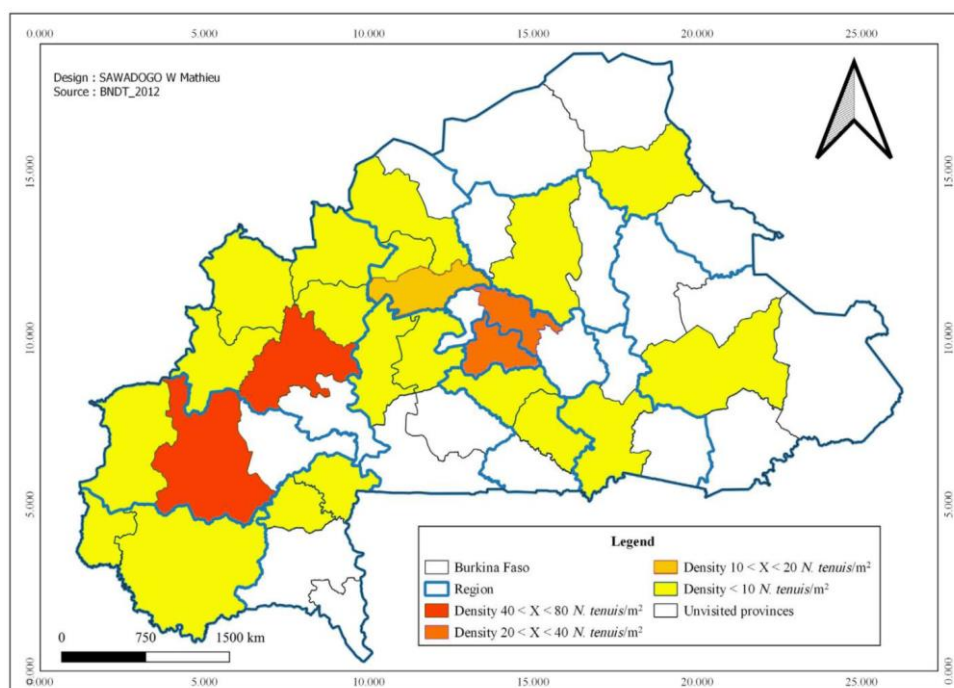 0.000 5.000 10.000 15.000 20.000 25.000
Design : SAWADOGO W Mathieu
Source : BNDT_2012
15.000 15.000
10.000 10.000
5.000 5.000
0.000 0.000
Legend
Burkina Faso
Region
Density 40 < X < 80 N. tenuis/m²
Density 20 < X < 40 N. tenuis/m²
Density 10 < X < 20 N. tenuis/m²
Density < 10 N. tenuis/m²
Unvisited provinces
0 750 1500 km
0.000 5.000 10.000 15.000 20.000 25.000